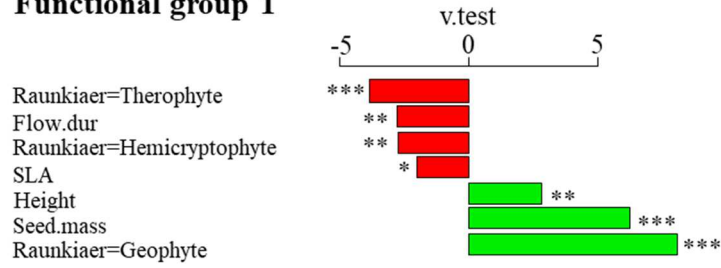 Functional group 1
v.test
-5 0 5
Raunkiaer=Therophyte ***
Flow.dur **
Raunkiaer=Hemicryptophyte **
SLA *
Height **
Seed.mass ***
Raunkiaer=Geophyte ***